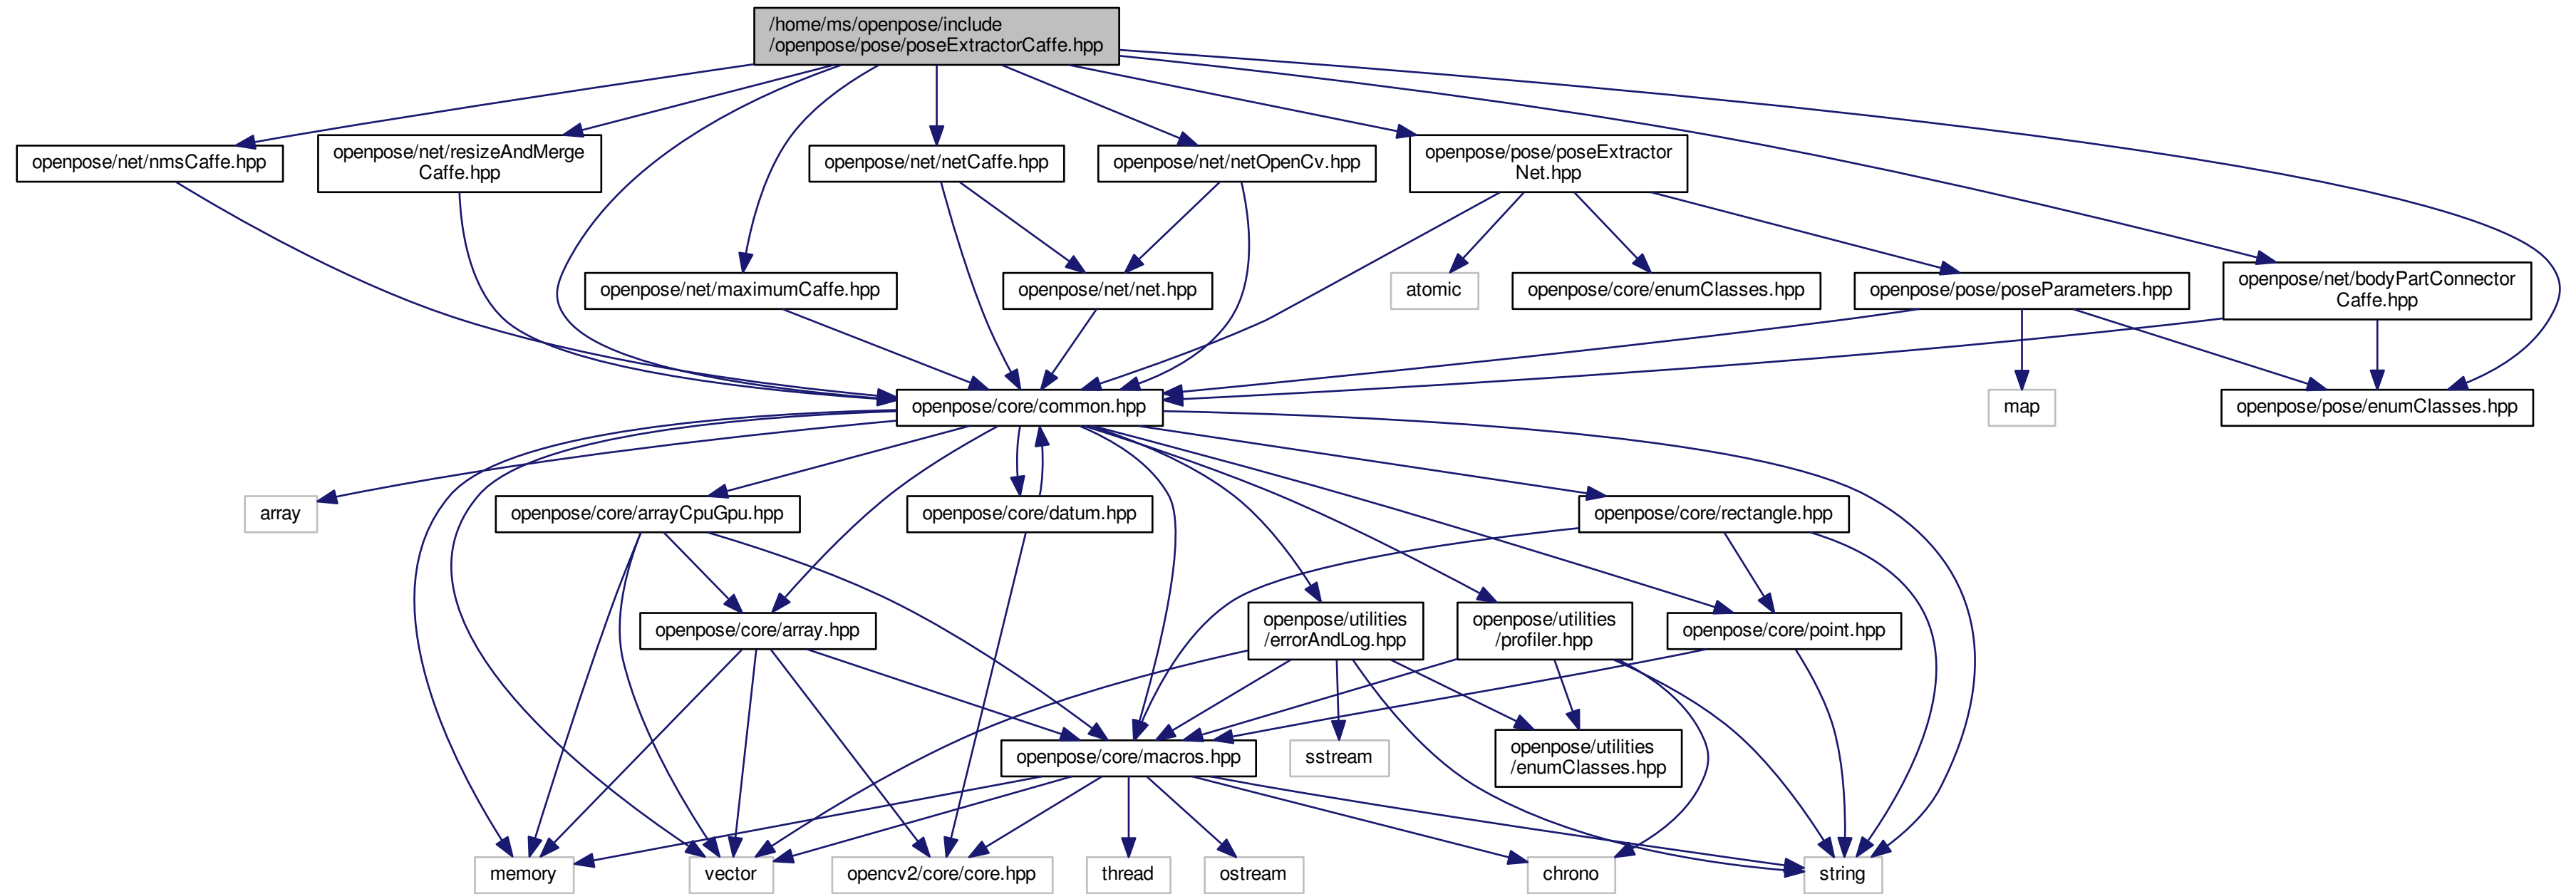 /home/ms/openpose/include
/openpose/pose/poseExtractorCaffe.hpp
openpose/net/nmsCaffe.hpp
openpose/net/resizeAndMerge
Caffe.hpp
openpose/net/netCaffe.hpp
openpose/net/netOpenCv.hpp
openpose/pose/poseExtractor
Net.hpp
openpose/net/maximumCaffe.hpp
openpose/net/net.hpp
atomic
openpose/core/enumClasses.hpp
openpose/pose/poseParameters.hpp
openpose/net/bodyPartConnector
Caffe.hpp
openpose/core/common.hpp
map
openpose/pose/enumClasses.hpp
array
openpose/core/arrayCpuGpu.hpp
openpose/core/datum.hpp
openpose/core/rectangle.hpp
openpose/core/array.hpp
openpose/utilities
/errorAndLog.hpp
openpose/utilities
/profiler.hpp
openpose/core/point.hpp
openpose/core/macros.hpp
sstream
openpose/utilities
/enumClasses.hpp
memory
vector
opencv2/core/core.hpp
thread
ostream
chrono
string